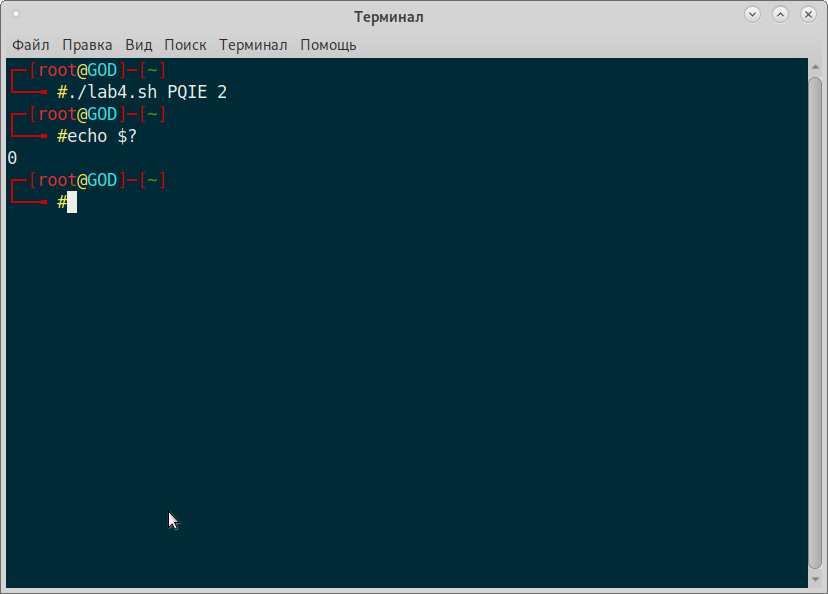 Терминал
Файл Правка Вид Поиск Терминал Помощь
[root@GOD]-[~]
#./lab4.sh PQIE 2
[root@GOD]-[~]
#echo $?
0
[root@GOD]-[~]
#